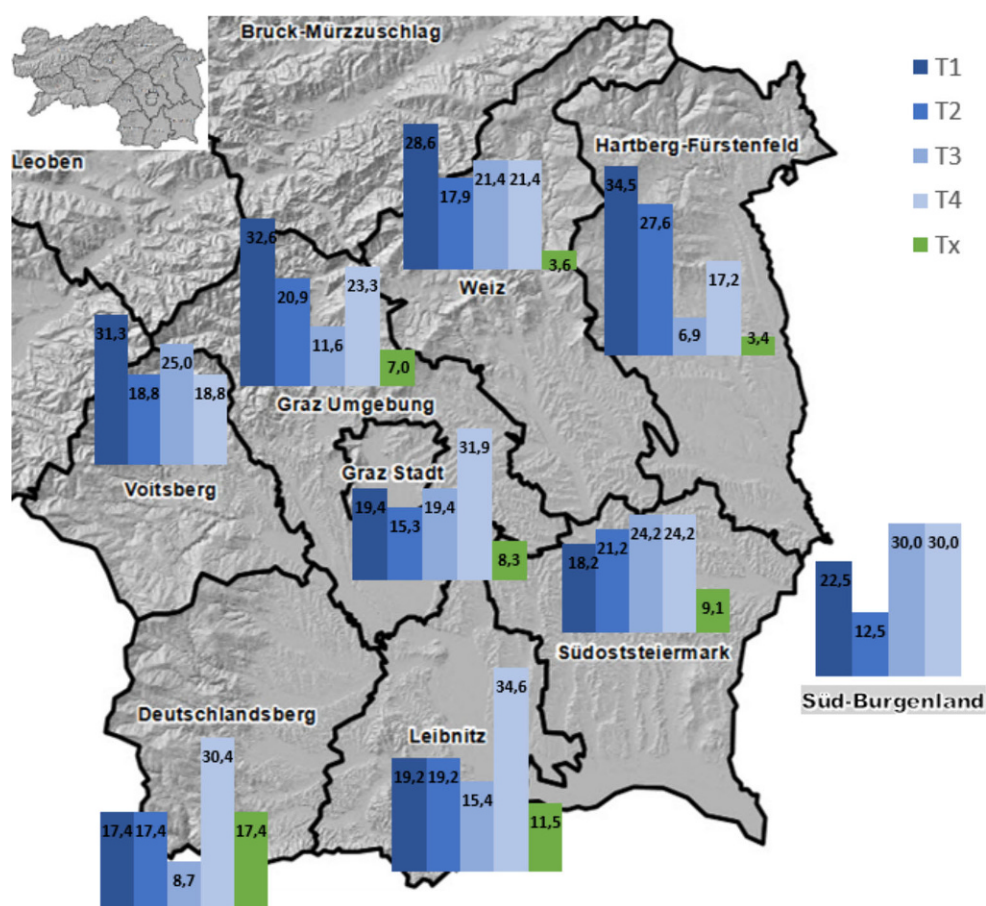 Bruck-Mürzzuschlag
Leoben
T1
T2
T3
T4
Tx
28,6
17,9
21,4
21,4
3,6
Weiz
Hartberg-Fürstenfeld
34,5
27,6
6,9
17,2
3,4
32,6
20,9
11,6
23,3
7,0
Graz Umgebung
31,3
18,8
25,0
18,8
Voitsberg
Graz Stadt
19,4
15,3
19,4
31,9
8,3
18,2
21,2
24,2
24,2
9,1
Südoststeiermark
22,5
12,5
30,0
30,0
Süd-Burgenland
Deutschlandsberg
17,4
17,4
8,7
30,4
17,4
Leibnitz
19,2
19,2
15,4
34,6
11,5